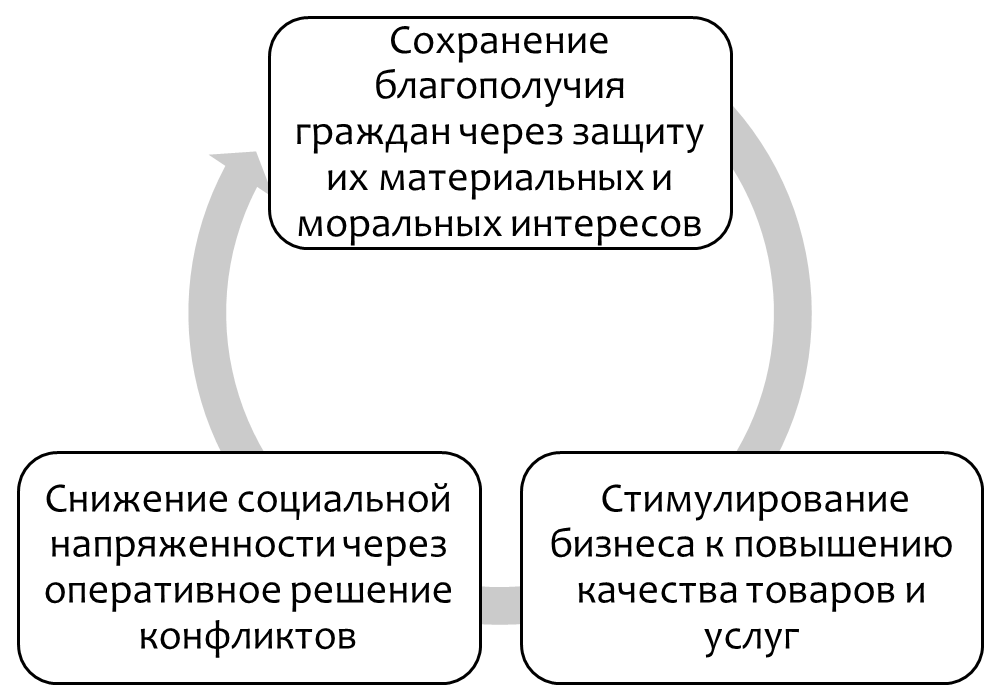 Сохранение
благополучия
граждан через защиту
их материальных и
моральных интересов
Снижение социальной
напряженности через
оперативное решение
конфликтов
Стимулирование
бизнеса к повышению
качества товаров и
услуг